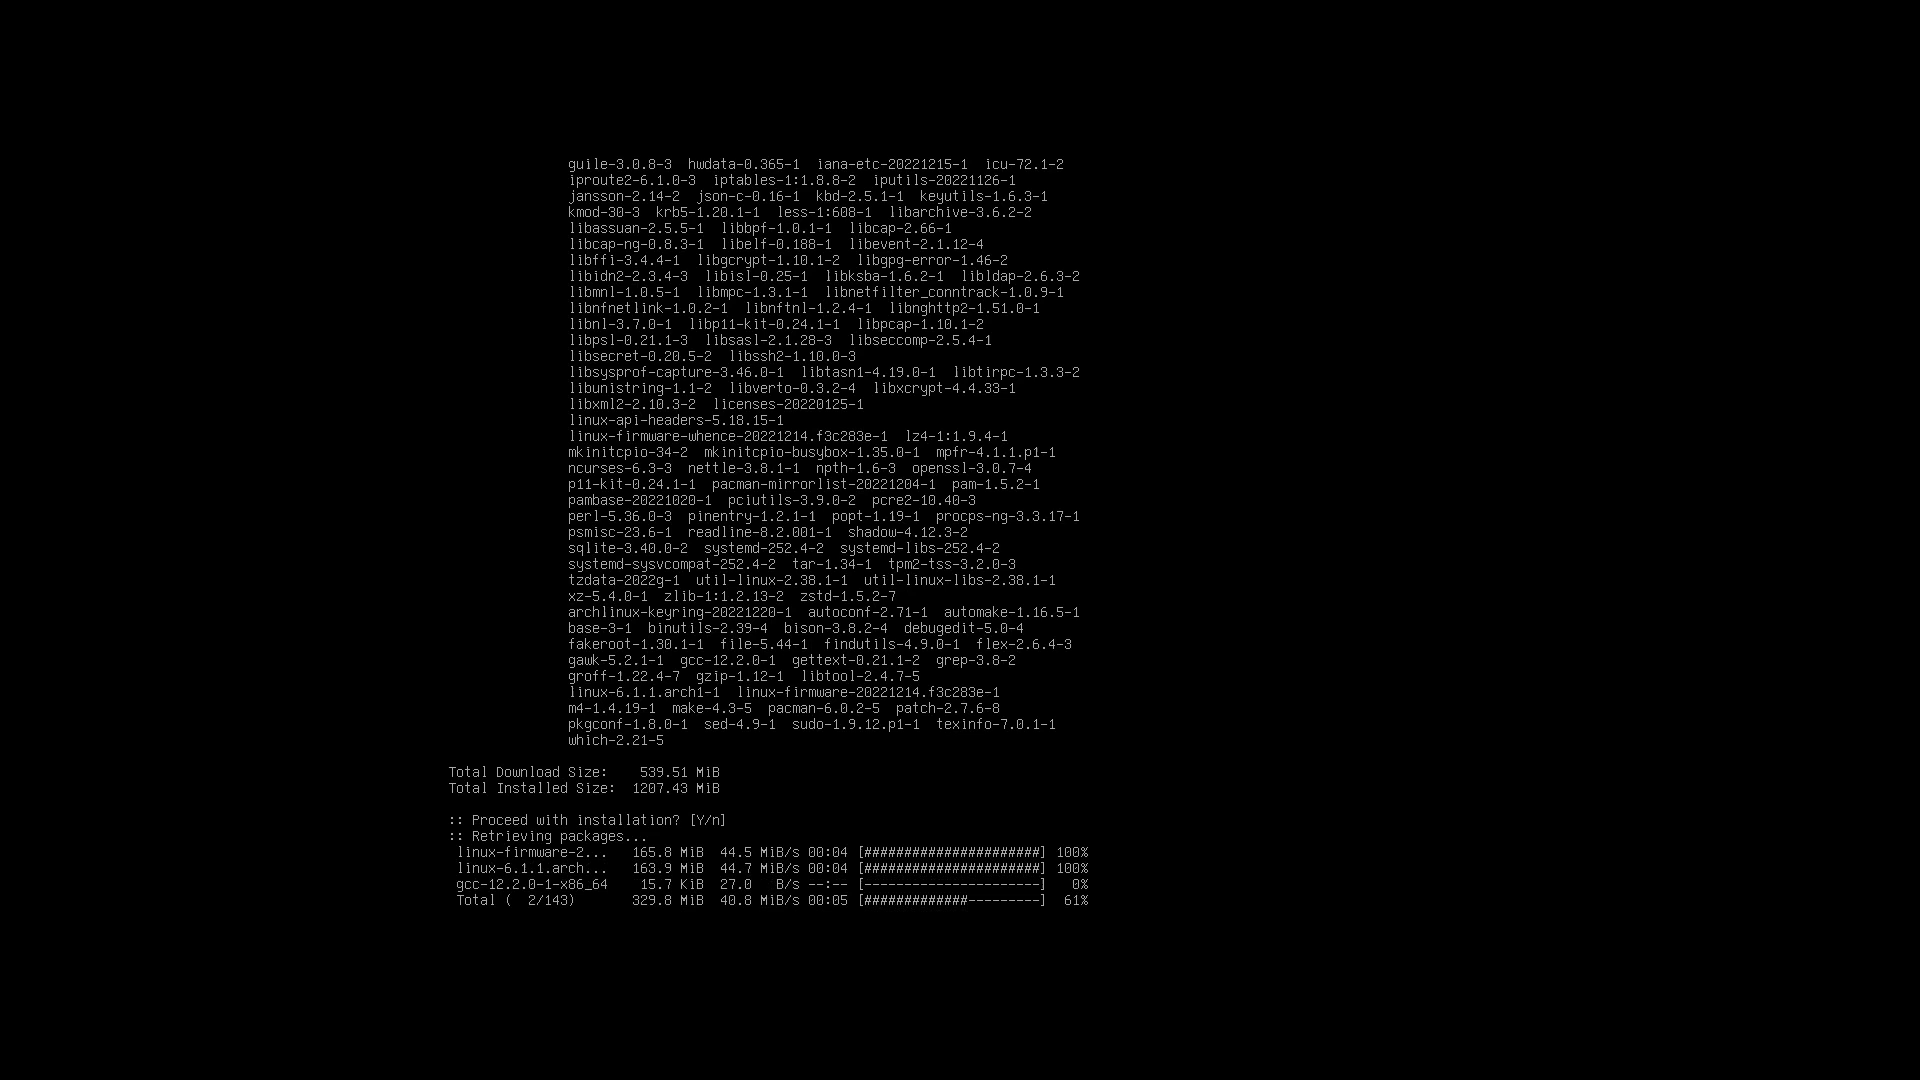 guile-3.0.8-3  hwdata-0.365-1  iana-etc-20221215-1  icu-72.1-2
iproute2-6.1.0-3  iptables-1:1.8.8-2  iputils-20221126-1
jansson-2.14-2  json-c-0.16-1  kbd-2.5.1-1  keyutils-1.6.3-1
kmod-30-3  krb5-1.20.1-1  less-1:608-1  libarchive-3.6.2-2
libassuan-2.5.5-1  libbpf-1.0.1-1  libcap-2.66-1
libcap-ng-0.8.3-1  libelf-0.188-1  libevent-2.1.12-4
libffi-3.4.4-1  libgcrypt-1.10.1-2  libgpg-error-1.46-2
libidn2-2.3.4-3  libisl-0.25-1  libksba-1.6.2-1  libldap-2.6.3-2
libmnl-1.0.5-1  libmpc-1.3.1-1  libnetfilter_conntrack-1.0.9-1
libnfnetlink-1.0.2-1  libnftnl-1.2.4-1  libnghttp2-1.51.0-1
libnl-3.7.0-1  libp11-kit-0.24.1-1  libpcap-1.10.1-2
libpsl-0.21.1-3  libsasl-2.1.28-3  libseccomp-2.5.4-1
libsecret-0.20.5-2  libssh2-1.10.0-3
libsysprof-capture-3.46.0-1  libtasn1-4.19.0-1  libtirpc-1.3.3-2
libunistring-1.1-2  libverto-0.3.2-4  libxcrypt-4.4.33-1
libxml2-2.10.3-2  licenses-20220125-1
linux-api-headers-5.18.15-1
linux-firmware-whence-20221214.f3c283e-1  lz4-1:1.9.4-1
mkinitcpio-34-2  mkinitcpio-busybox-1.35.0-1  mpfr-4.1.1.p1-1
ncurses-6.3-3  nettle-3.8.1-1  npth-1.6-3  openssl-3.0.7-4
p11-kit-0.24.1-1  pacman-mirrorlist-20221204-1  pam-1.5.2-1
pambase-20221020-1  pciutils-3.9.0-2  pcre2-10.40-3
perl-5.36.0-3  pinentry-1.2.1-1  popt-1.19-1  procps-ng-3.3.17-1
psmisc-23.6-1  readline-8.2.001-1  shadow-4.12.3-2
sqlite-3.40.0-2  systemd-252.4-2  systemd-libs-252.4-2
systemd-sysvcompat-252.4-2  tar-1.34-1  tpm2-tss-3.2.0-3
tzdata-2022g-1  util-linux-2.38.1-1  util-linux-libs-2.38.1-1
xz-5.4.0-1  zlib-1:1.2.13-2  zstd-1.5.2-7
archlinux-keyring-20221220-1  autoconf-2.71-1  automake-1.16.5-1
base-3-1  binutils-2.39-4  bison-3.8.2-4  debugedit-5.0-4
fakeroot-1.30.1-1  file-5.44-1  findutils-4.9.0-1  flex-2.6.4-3
gawk-5.2.1-1  gcc-12.2.0-1  gettext-0.21.1-2  grep-3.8-2
groff-1.22.4-7  gzip-1.12-1  libtool-2.4.7-5
linux-6.1.1.arch1-1  linux-firmware-20221214.f3c283e-1
m4-1.4.19-1  make-4.3-5  pacman-6.0.2-5  patch-2.7.6-8
pkgconf-1.8.0-1  sed-4.9-1  sudo-1.9.12.p1-1  texinfo-7.0.1-1
which-2.21-5
Total Download Size:    539.51 MiB
Total Installed Size:  1207.43 MiB
:: Proceed with installation? [Y/n]
:: Retrieving packages...
linux-firmware-2...   165.8 MiB  44.5 MiB/s 00:04 [######################] 100%
linux-6.1.1.arch...   163.9 MiB  44.7 MiB/s 00:04 [######################] 100%
gcc-12.2.0-1-x86_64    15.7 KiB  27.0   B/s --:-- [----------------------]   0%
Total (  2/143)       329.8 MiB  40.8 MiB/s 00:05 [#############---------]  61%